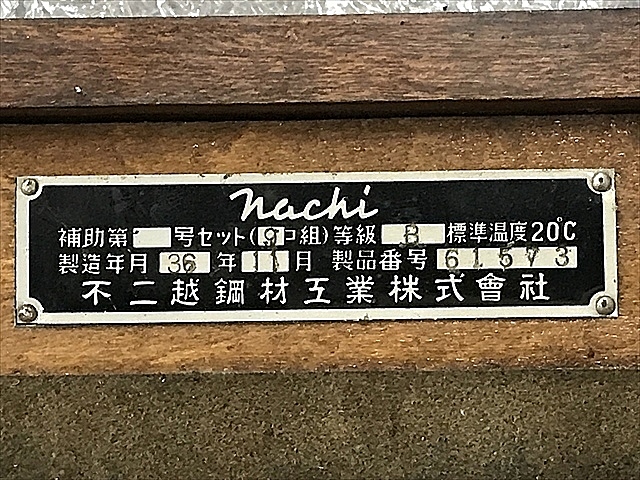 nachi
補助第 号セット(9コ組)等級 B 標準温度20°C
製造年月 36 年 11 月 製品番号 61573
不二越鋼材工業株式會社